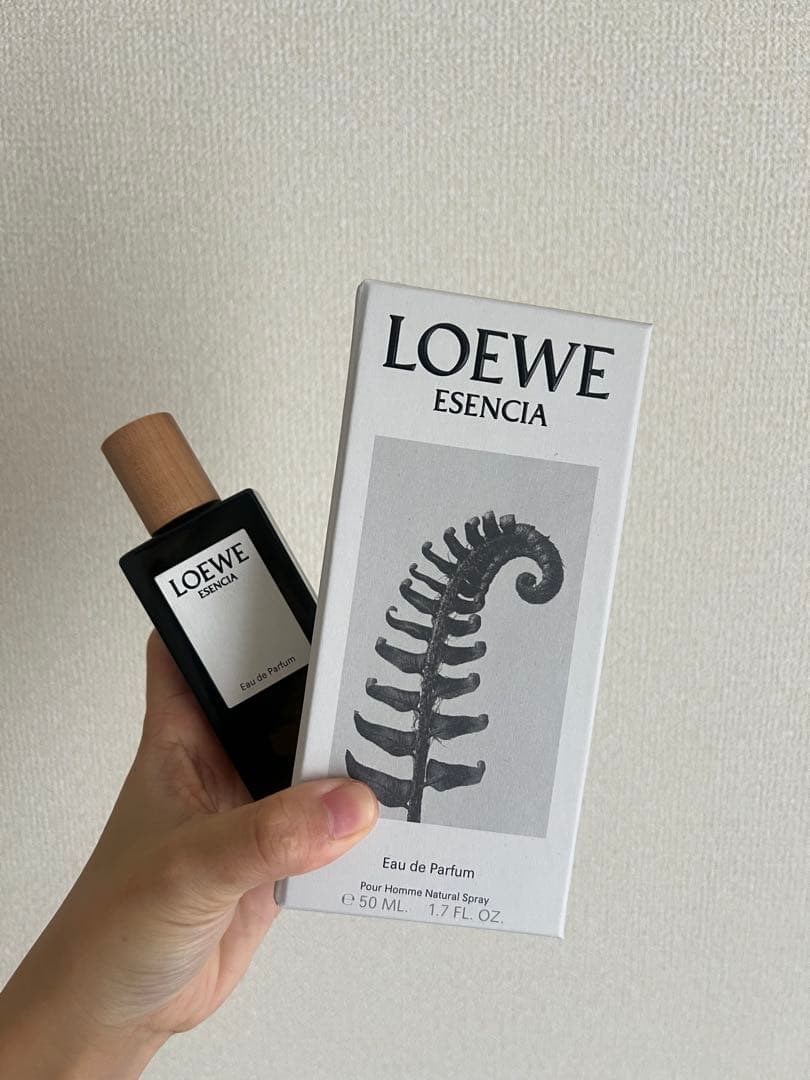 LOEWE
ESENCIA
Eau de Parfum
LOEWE
ESENCIA
Eau de Parfum
Pour Homme Natural Spray
℮ 50 ML. 1.7 FL. OZ.